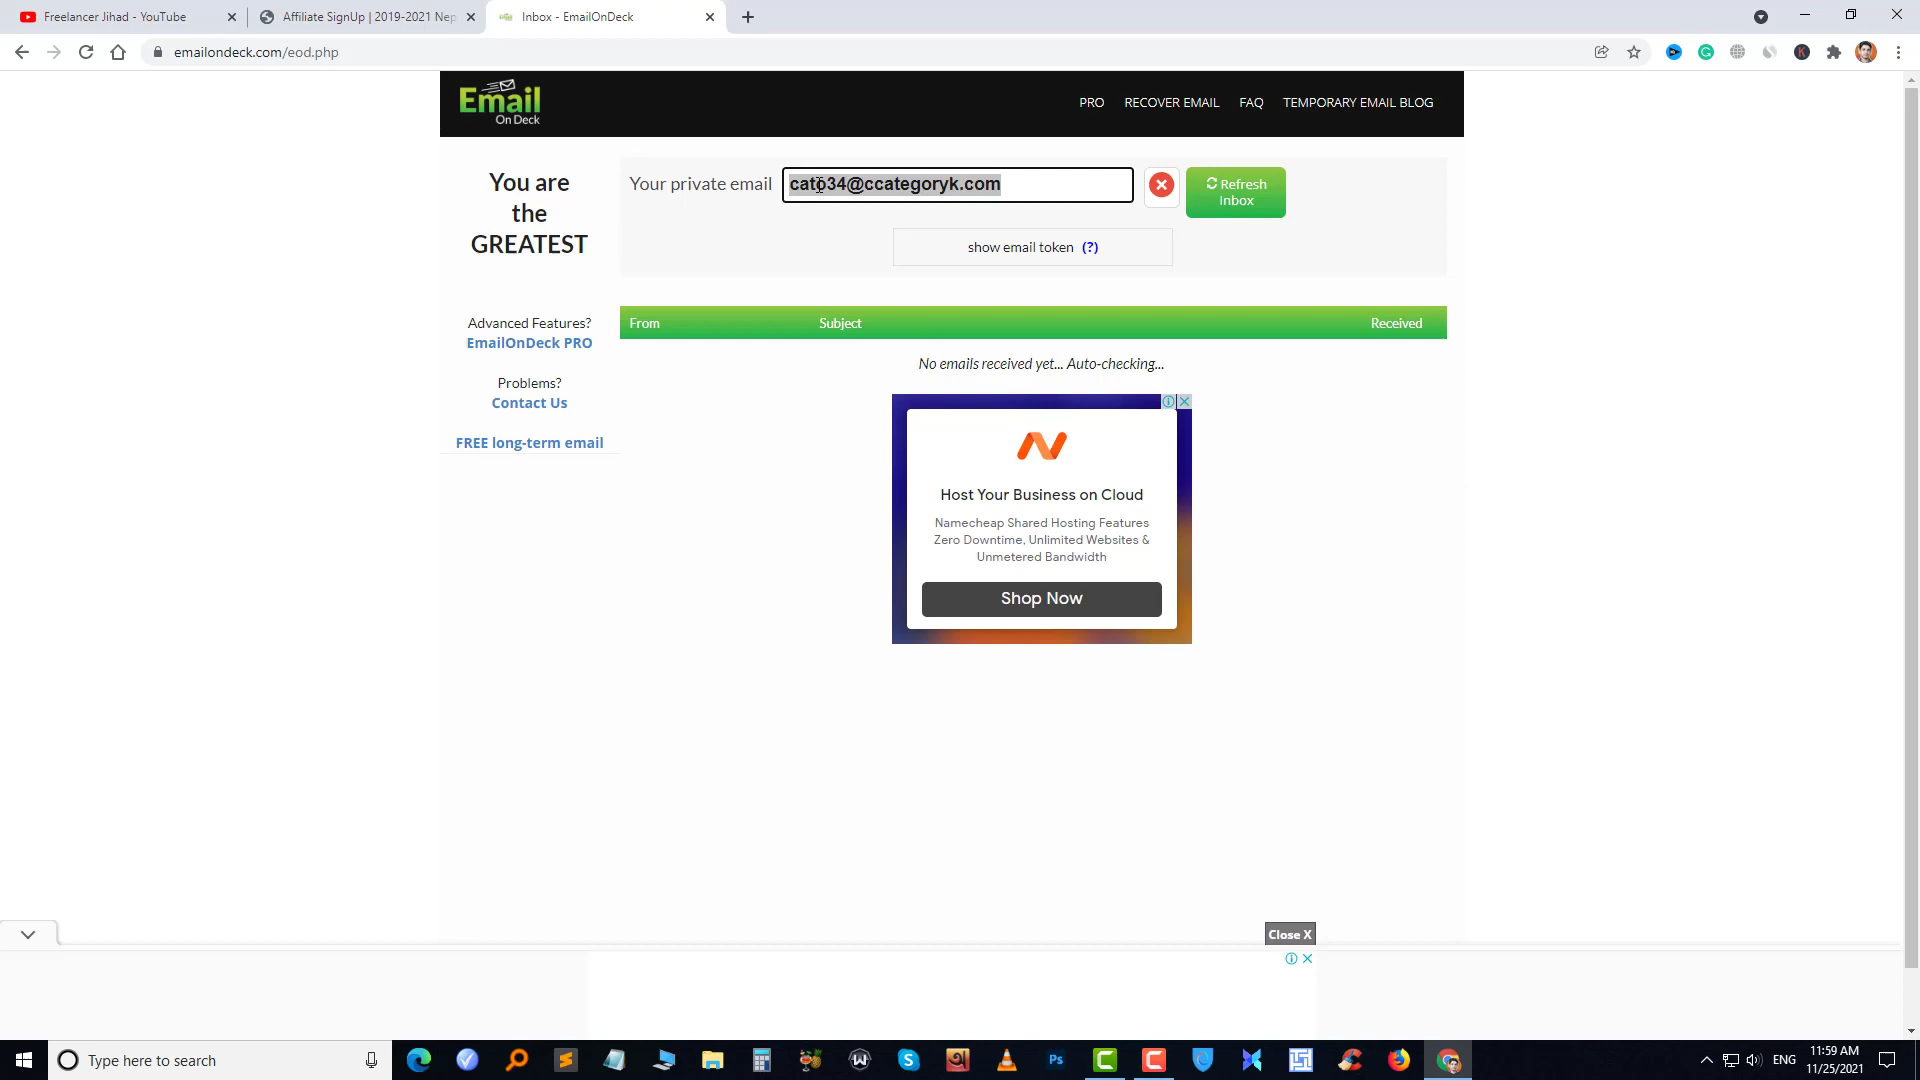 Freelancer Jihad - YouTube
Affiliate SignUp | 2019-2021 Nep
Inbox - EmailOnDeck
emailondeck.com/eod.php
Email
On Deck
PRO RECOVER EMAIL FAQ TEMPORARY EMAIL BLOG
You are
the
GREATEST
Your private email
cato34@ccategoryk.com
Refresh
Inbox
show email token (?)
Advanced Features?
EmailOnDeck PRO
Problems?
Contact Us
FREE long-term email
From Subject Received
No emails received yet... Auto-checking...
Host Your Business on Cloud
Namecheap Shared Hosting Features
Zero Downtime, Unlimited Websites &
Unmetered Bandwidth
Shop Now
Close X
Type here to search
Ps
ENG
11:59 AM
11/25/2021